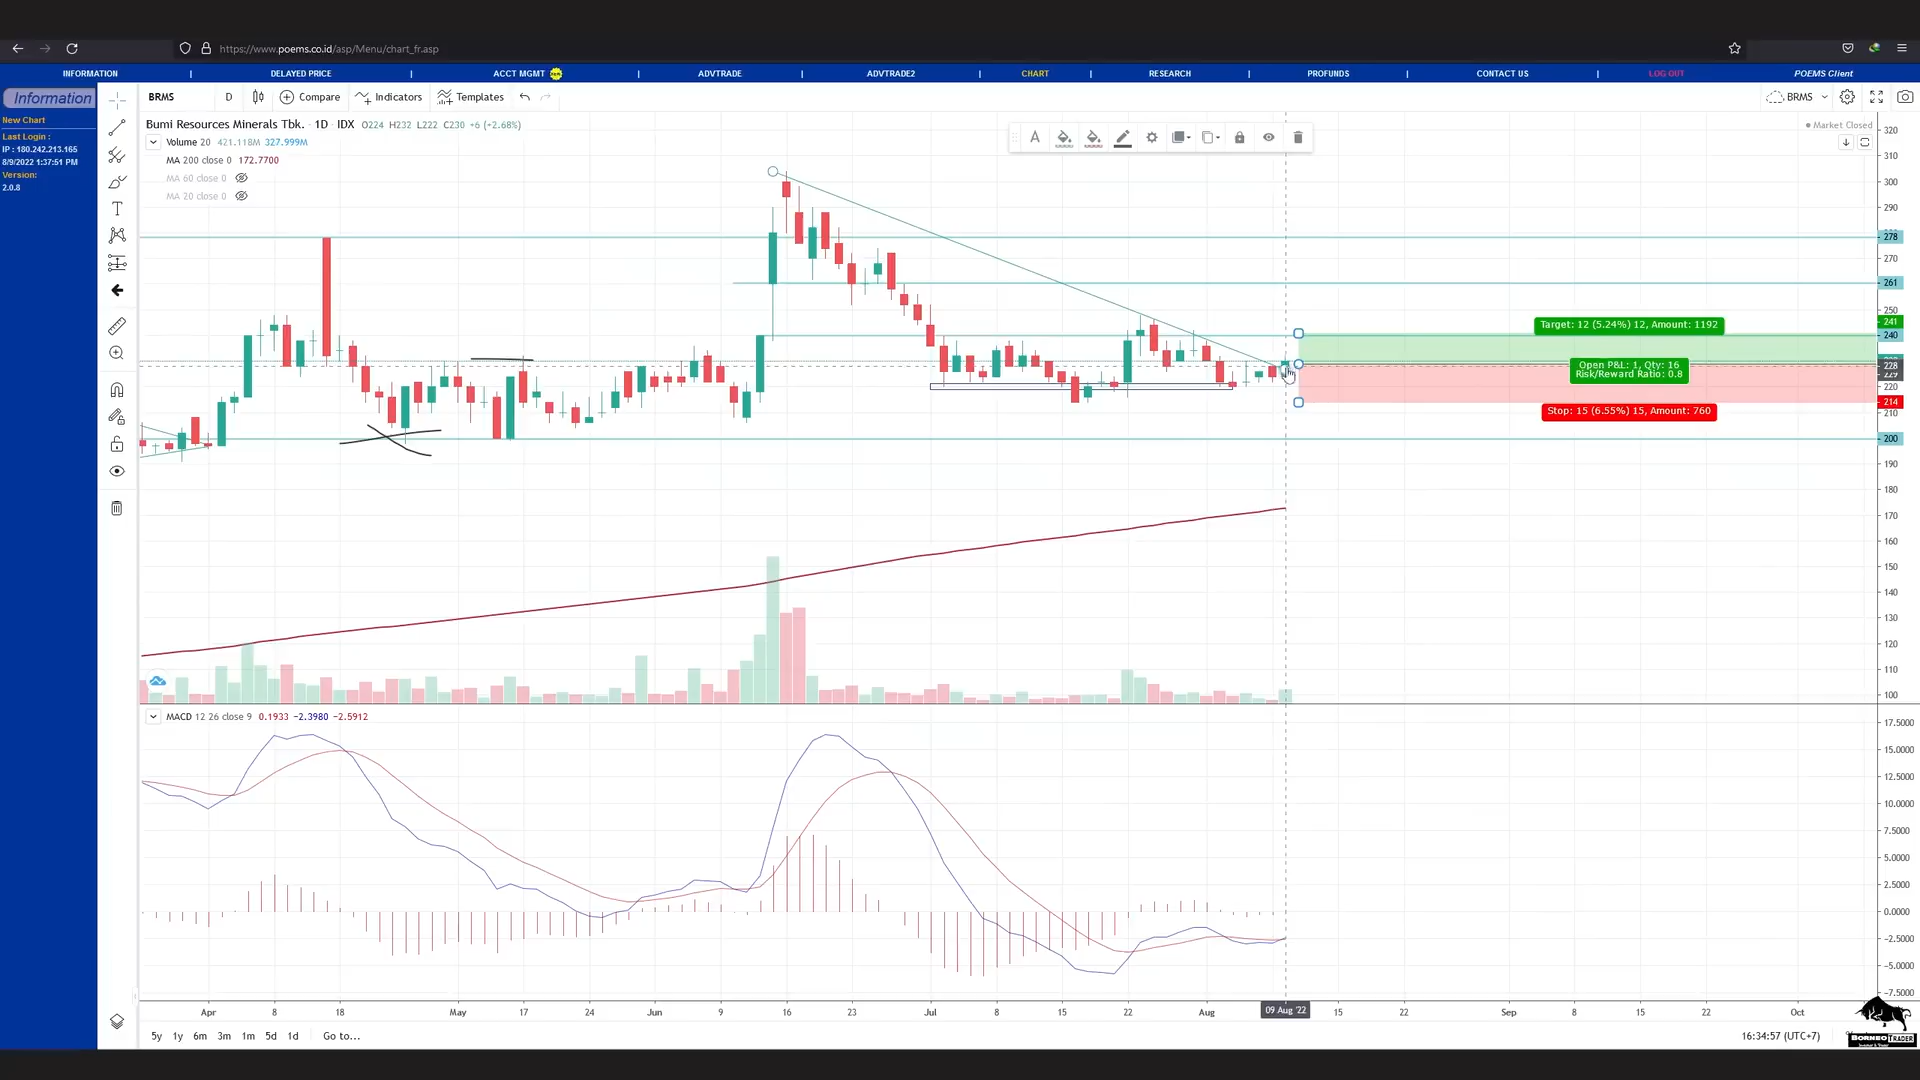 https://www.poems.co.id/asp/Menu/chart_fr.asp
INFORMATION | DELAYED PRICE | ACCT MGMT | ADVTRADE | ADVTRADE2 | CHART | RESEARCH | PROFUNDS | CONTACT US | LOG OUT POEMS Client
Information
New Chart
Last Login :
IP : 180.242.213.165
8/9/2022 1:37:51 PM
Version:
2.0.8
BRMS D Compare Indicators Templates BRMS
Bumi Resources Minerals Tbk. 1D IDX O224 H232 L222 C230 +6 (+2.68%)
Market Closed
Volume 20 421.118M 327.999M
MA 200 close 0 172.7700
MA 60 close 0
MA 20 close 0
Target: 12 (5.24%) 12, Amount: 1192
Open P&L: 1, Qty: 16
Risk/Reward Ratio: 0.8
Stop: 15 (6.55%) 15, Amount: 760
320
310
300
290
278
270
261
250
241
240
228
229
220
214
210
200
190
180
170
160
150
140
130
120
110
100
MACD 12 26 close 9 0.1933 −2.3980 −2.5912
17.5000
15.0000
12.5000
10.0000
7.5000
5.0000
2.5000
0.0000
−2.5000
−5.0000
−7.5000
Apr 8 18 May 17 24 Jun 9 16 23 Jul 8 15 22 Aug 09 Aug '22 15 22 Sep 8 15 22 Oct
5y 1y 6m 3m 1m 5d 1d Go to... 16:34:57 (UTC+7)
BORNEO TRADER